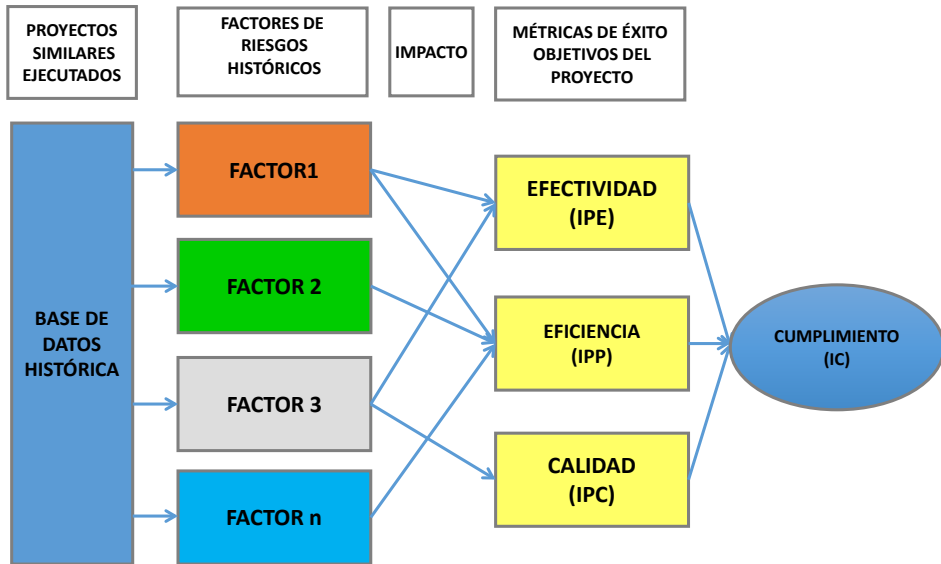 PROYECTOS
SIMILARES
EJECUTADOS
FACTORES DE
RIESGOS
HISTÓRICOS
IMPACTO
MÉTRICAS DE ÉXITO
OBJETIVOS DEL
PROYECTO
BASE DE
DATOS
HISTÓRICA
FACTOR1
FACTOR 2
FACTOR 3
FACTOR n
EFECTIVIDAD
(IPE)
EFICIENCIA
(IPP)
CALIDAD
(IPC)
CUMPLIMIENTO
(IC)